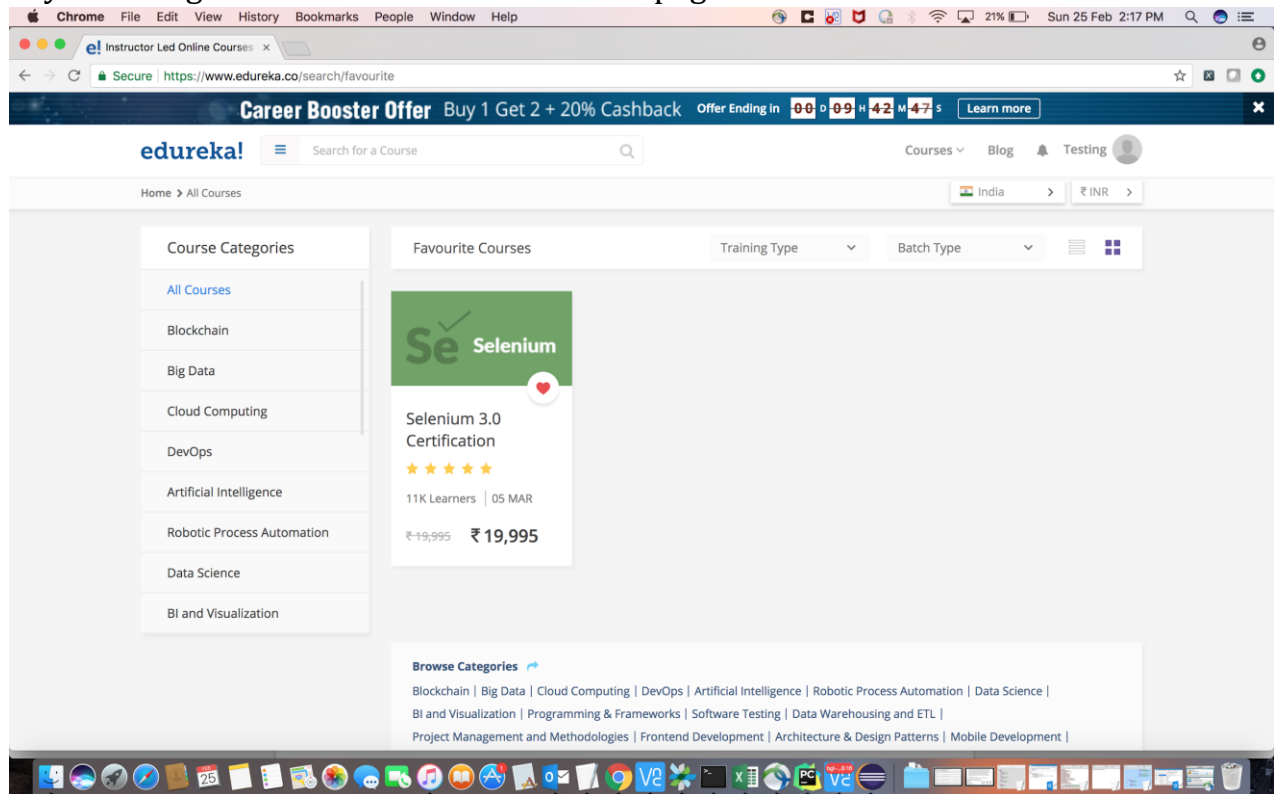 Chrome File Edit View History Bookmarks People Window Help 21% Sun 25 Feb 2:17 PM
e! Instructor Led Online Courses ×
Secure | https://www.edureka.co/search/favourite
Career Booster Offer Buy 1 Get 2 + 20% Cashback Offer Ending in 00 D 09 H 42 M 47 S Learn more ×
edureka! Search for a Course Courses Blog Testing
Home > All Courses India > ₹ INR >
Course Categories Favourite Courses Training Type Batch Type
All Courses
Blockchain
Big Data
Cloud Computing
DevOps
Artificial Intelligence
Robotic Process Automation
Data Science
BI and Visualization
Se Selenium
Selenium 3.0
Certification
11K Learners | 05 MAR
₹ 19,995 ₹ 19,995
Browse Categories
Blockchain | Big Data | Cloud Computing | DevOps | Artificial Intelligence | Robotic Process Automation | Data Science |
BI and Visualization | Programming & Frameworks | Software Testing | Data Warehousing and ETL |
Project Management and Methodologies | Frontend Development | Architecture & Design Patterns | Mobile Development |